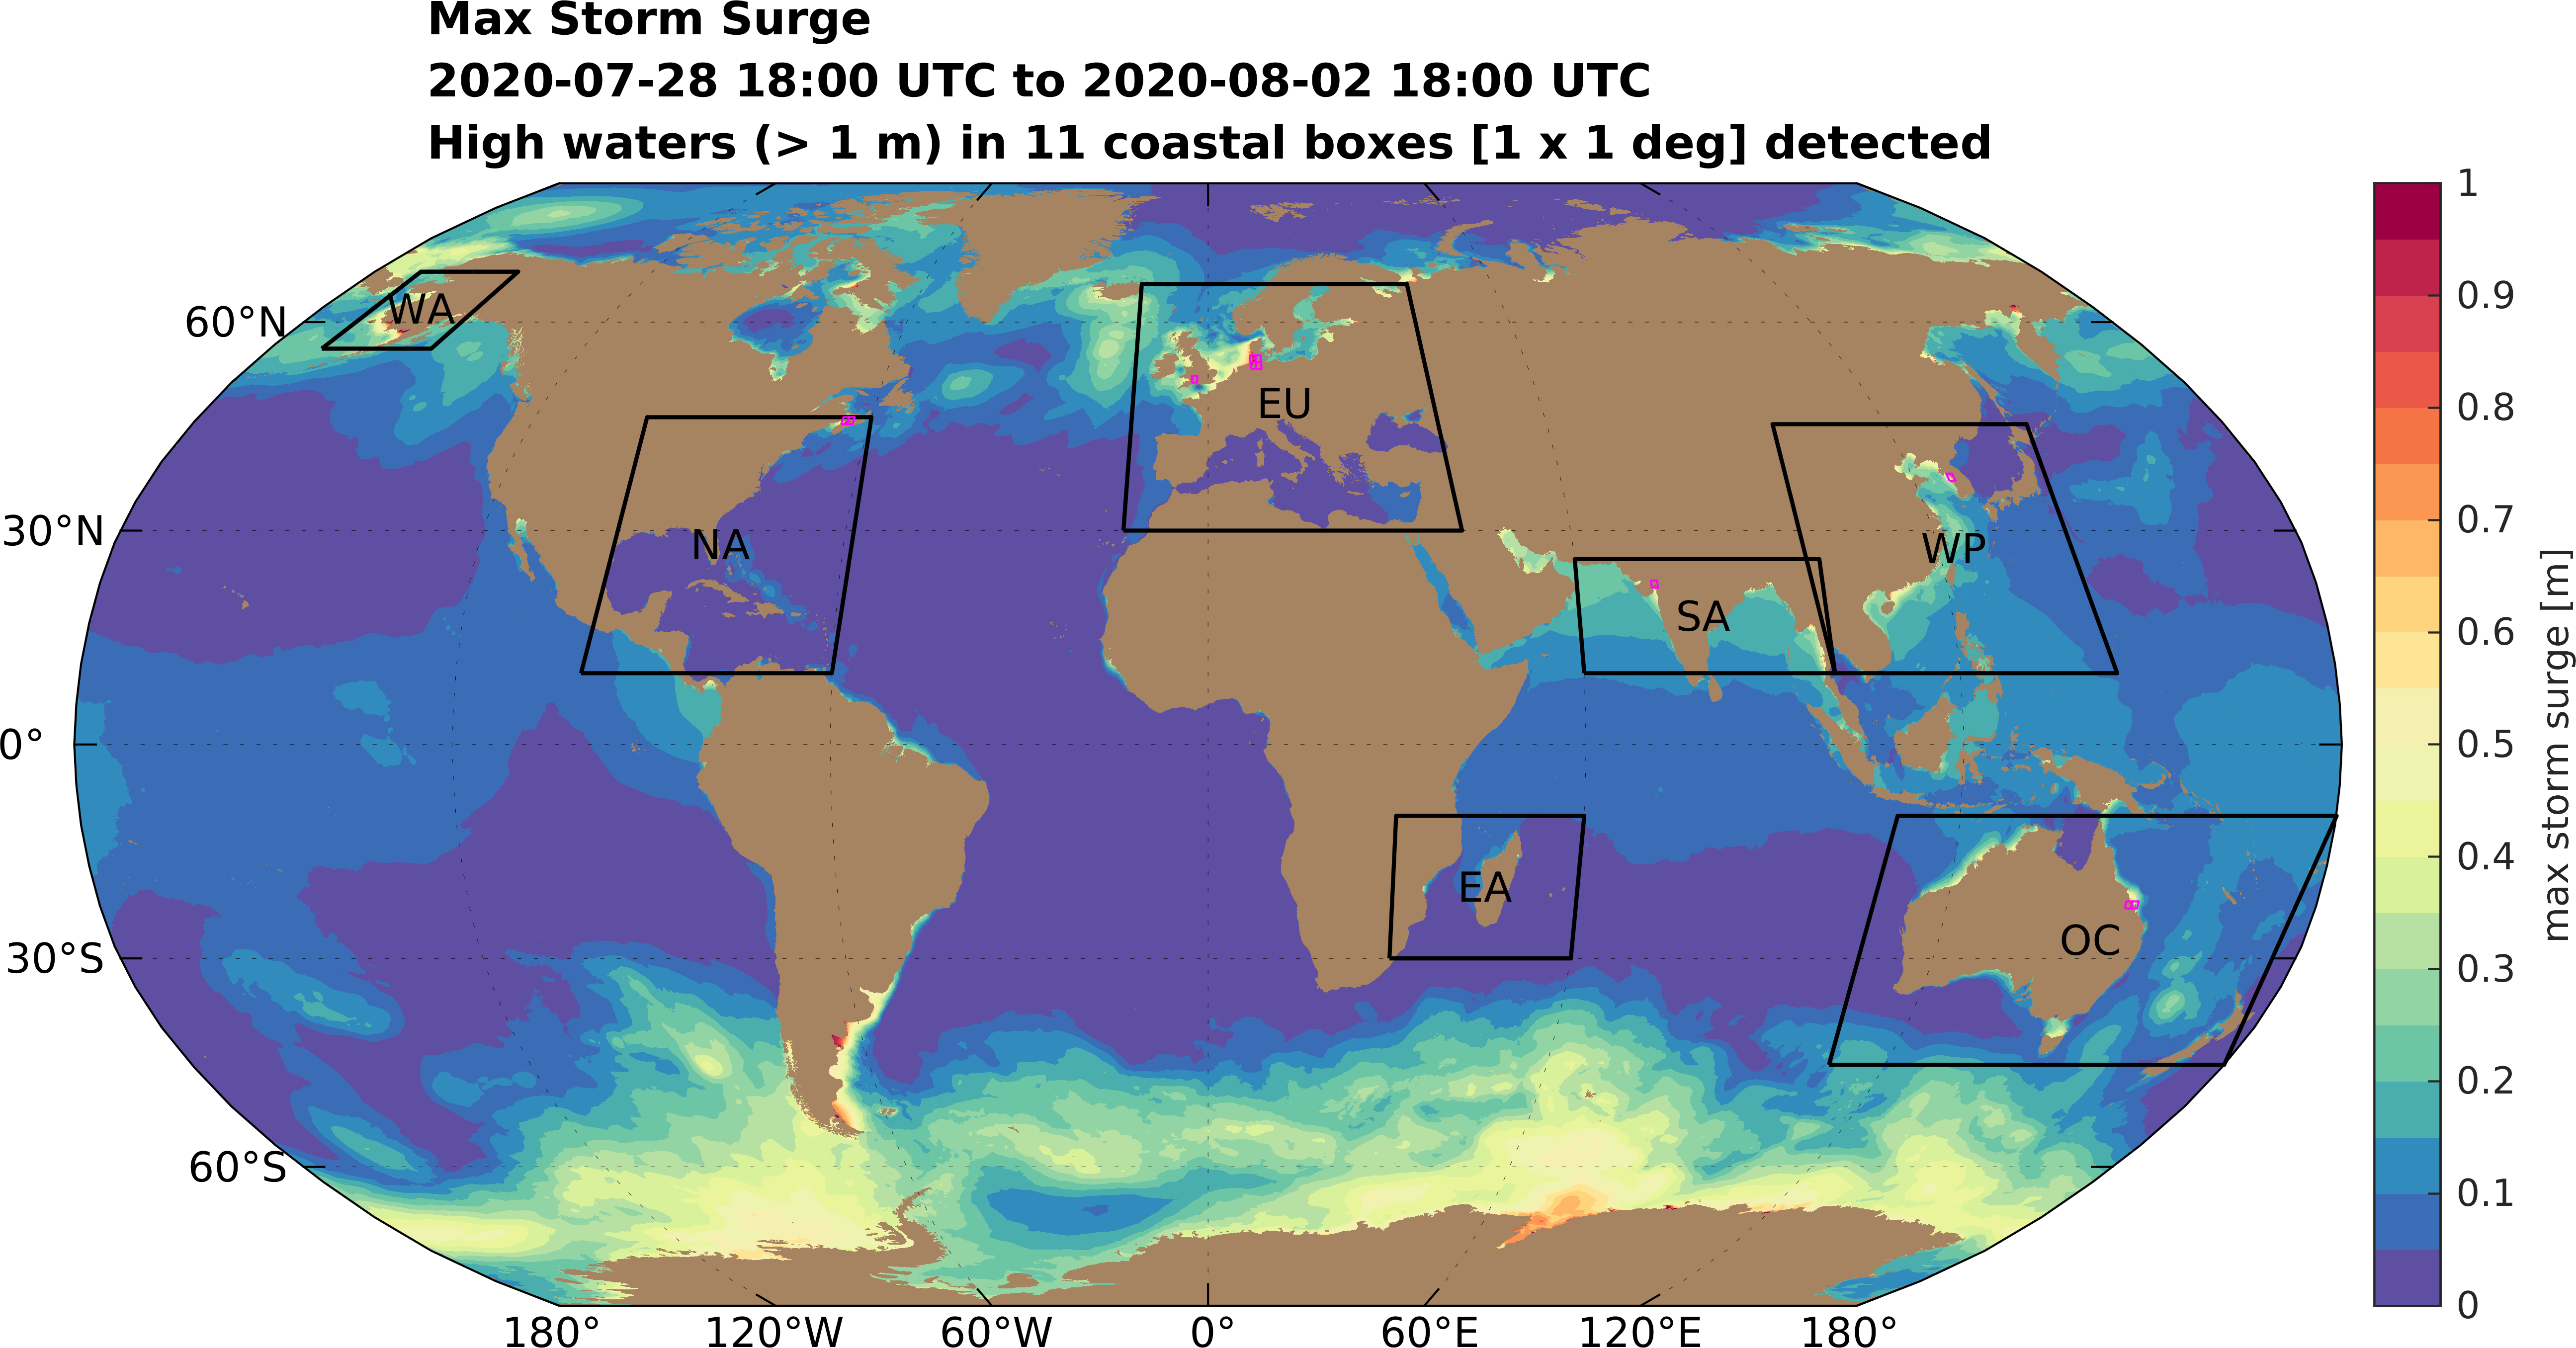 Max Storm Surge
2020-07-28 18:00 UTC to 2020-08-02 18:00 UTC
High waters (> 1 m) in 11 coastal boxes [1 x 1 deg] detected
60°N
30°N
0°
30°S
60°S
WA
NA
EU
SA
WP
EA
OC
180°
120°W
60°W
0°
60°E
120°E
180°
1
0.9
0.8
0.7
0.6
0.5
0.4
0.3
0.2
0.1
0
max storm surge [m]